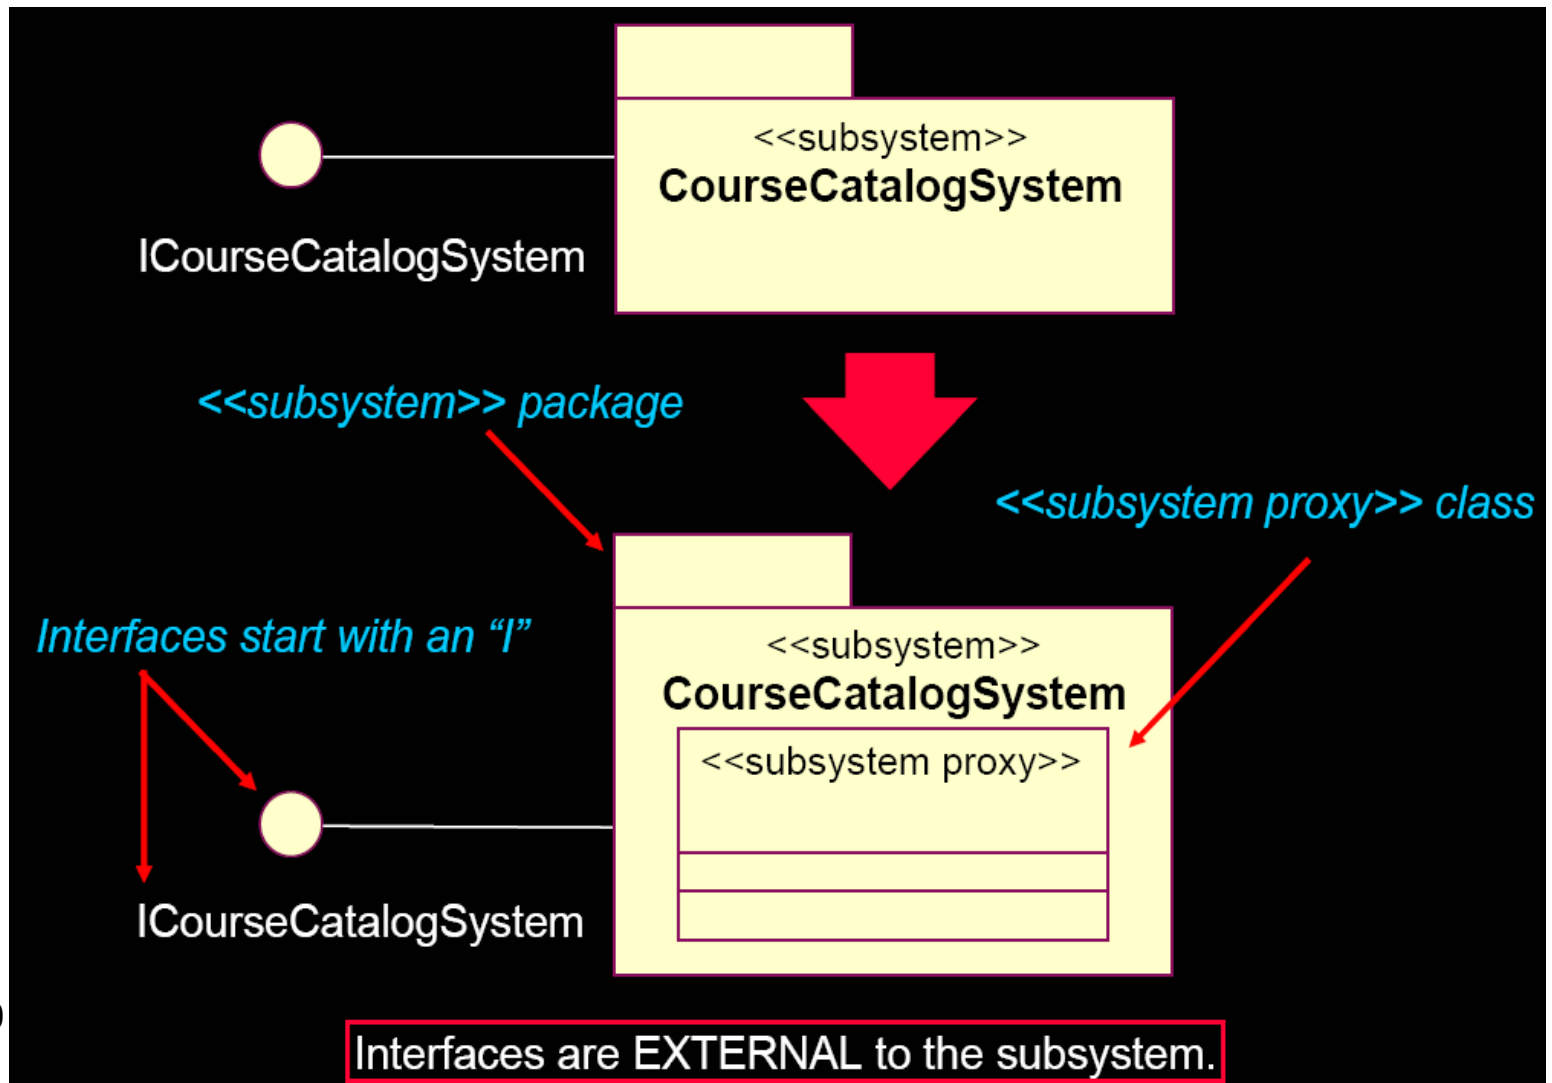 <<subsystem>>
CourseCatalogSystem
ICourseCatalogSystem
<<subsystem>> package
<<subsystem proxy>> class
Interfaces start with an “I”
<<subsystem>>
CourseCatalogSystem
<<subsystem proxy>>
ICourseCatalogSystem
Interfaces are EXTERNAL to the subsystem.